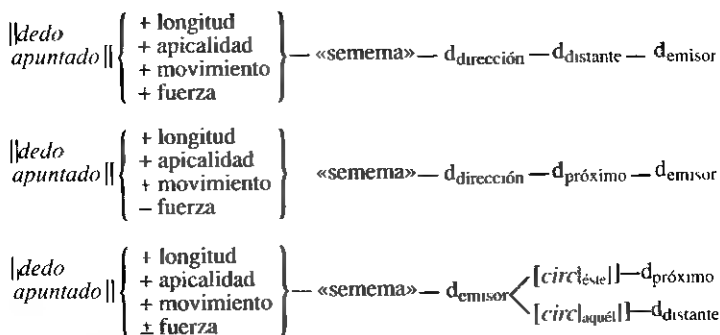 ||dedo apuntado|| { + longitud
+ apicalidad
+ movimiento
+ fuerza } — «semema» — d dirección — d distante — d emisor
||dedo apuntado|| { + longitud
+ apicalidad
+ movimiento
− fuerza } «semema» — d dirección — d próximo — d emisor
||dedo apuntado|| { + longitud
+ apicalidad
+ movimiento
± fuerza } — «semema» — d emisor < [circ|éste|] — d próximo
[circ|aquél|] — d distante